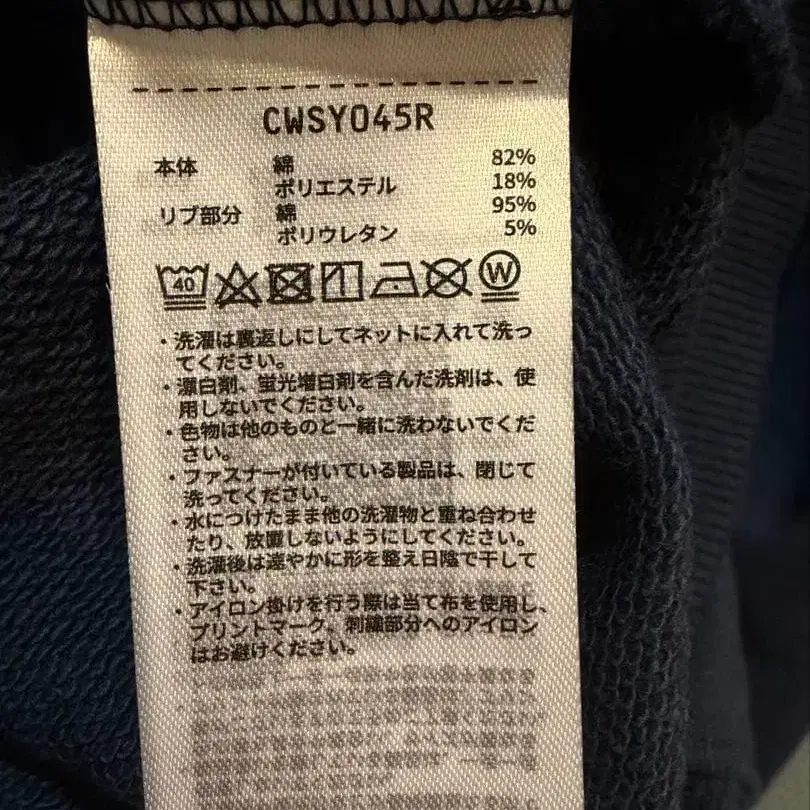 CWSY045R
本体 綿 82%
ポリエステル 18%
リブ部分 綿 95%
ポリウレタン 5%
40 W
・洗濯は裏返しにしてネットに入れて洗っ
てください。
・漂白剤、蛍光増白剤を含んだ洗剤は、使
用しないでください。
・色物は他のものと一緒に洗わないでくだ
さい。
・ファスナーが付いている製品は、閉じて
洗ってください。
・水につけたまま他の洗濯物と重ね合わせ
たり、放置しないようにしてください。
・洗濯後は速やかに形を整え日陰で干して
下さい。
・アイロン掛けを行う際は当て布を使用し、
プリントマーク、刺繍部分へのアイロン
はお避けください。